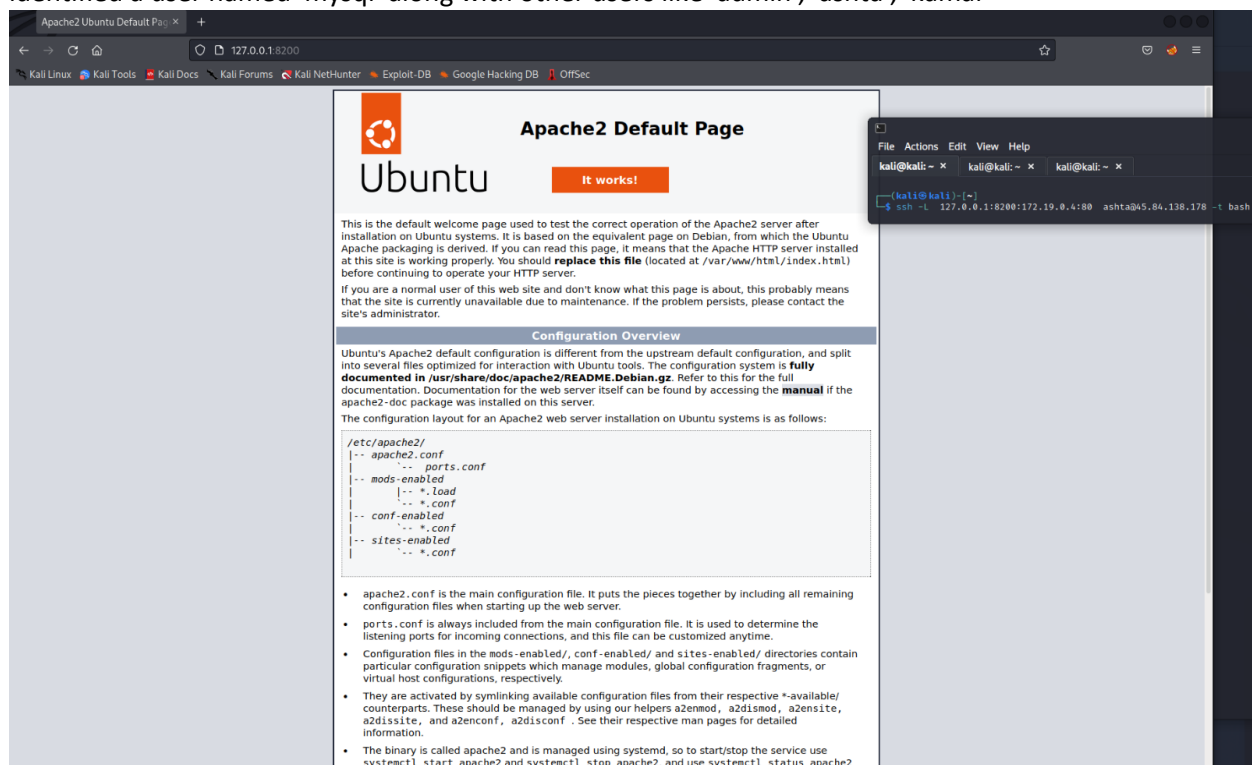 identified a user named 'mysql' along with other users like 'admin', 'ashta', 'kamal'
Apache2 Ubuntu Default Pag
127.0.0.1:8200
Kali Linux Kali Tools Kali Docs Kali Forums Kali NetHunter Exploit-DB Google Hacking DB OffSec
Ubuntu
Apache2 Default Page
It works!
This is the default welcome page used to test the correct operation of the Apache2 server after
installation on Ubuntu systems. It is based on the equivalent page on Debian, from which the Ubuntu
Apache packaging is derived. If you can read this page, it means that the Apache HTTP server installed
at this site is working properly. You should replace this file (located at /var/www/html/index.html)
before continuing to operate your HTTP server.
If you are a normal user of this web site and don't know what this page is about, this probably means
that the site is currently unavailable due to maintenance. If the problem persists, please contact the
site's administrator.
Configuration Overview
Ubuntu's Apache2 default configuration is different from the upstream default configuration, and split
into several files optimized for interaction with Ubuntu tools. The configuration system is fully
documented in /usr/share/doc/apache2/README.Debian.gz. Refer to this for the full
documentation. Documentation for the web server itself can be found by accessing the manual if the
apache2-doc package was installed on this server.
The configuration layout for an Apache2 web server installation on Ubuntu systems is as follows:
/etc/apache2/
|-- apache2.conf
|       `--  ports.conf
|-- mods-enabled
|       |-- *.load
|       `-- *.conf
|-- conf-enabled
|       `-- *.conf
|-- sites-enabled
|       `-- *.conf
• apache2.conf is the main configuration file. It puts the pieces together by including all remaining
configuration files when starting up the web server.
• ports.conf is always included from the main configuration file. It is used to determine the
listening ports for incoming connections, and this file can be customized anytime.
• Configuration files in the mods-enabled/, conf-enabled/ and sites-enabled/ directories contain
particular configuration snippets which manage modules, global configuration fragments, or
virtual host configurations, respectively.
• They are activated by symlinking available configuration files from their respective *-available/
counterparts. These should be managed by using our helpers a2enmod, a2dismod, a2ensite,
a2dissite, and a2enconf, a2disconf . See their respective man pages for detailed
information.
• The binary is called apache2 and is managed using systemd, so to start/stop the service use
systemctl start apache2 and systemctl stop apache2, and use systemctl status apache2
File Actions Edit View Help
kali@kali: ~ × kali@kali: ~ × kali@kali: ~ ×
(kali㉿kali)-[~]
$ ssh -L 127.0.0.1:8200:172.19.0.4:80 ashta@45.84.138.178 -t bash